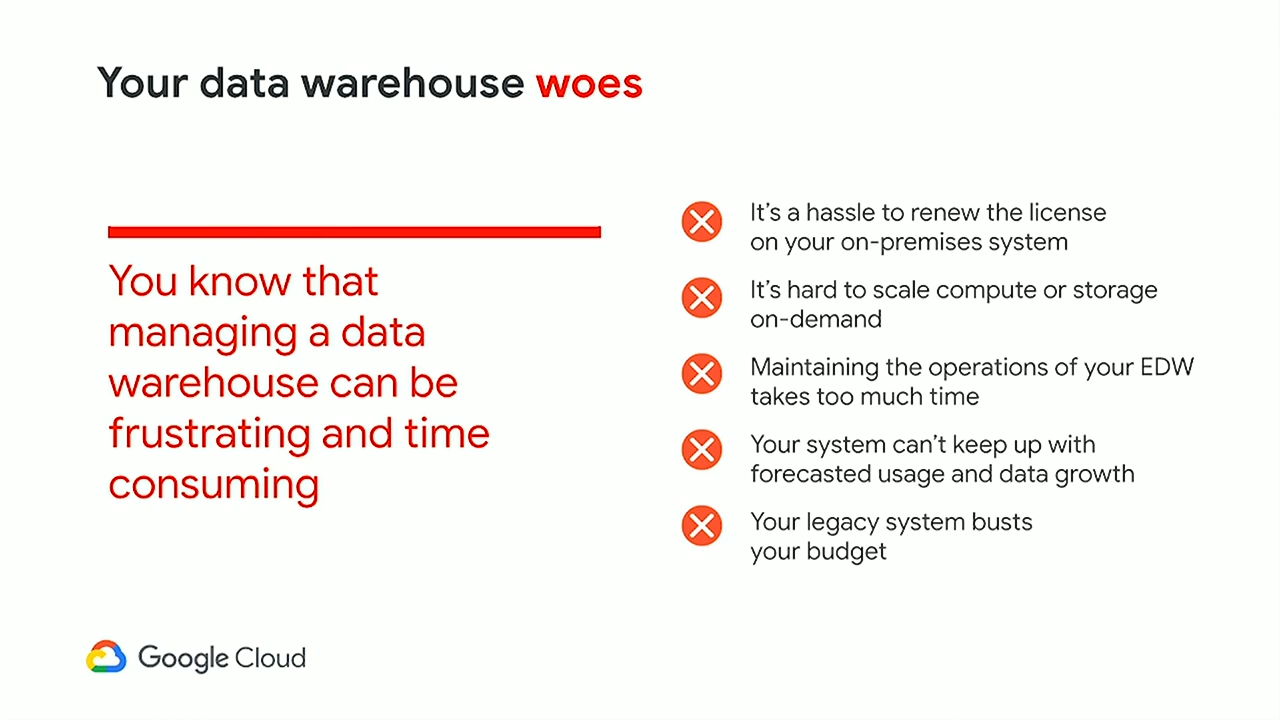 Your data warehouse woes
You know that
managing a data
warehouse can be
frustrating and time
consuming
It's a hassle to renew the license
on your on-premises system
It's hard to scale compute or storage
on-demand
Maintaining the operations of your EDW
takes too much time
Your system can't keep up with
forecasted usage and data growth
Your legacy system busts
your budget
Google Cloud